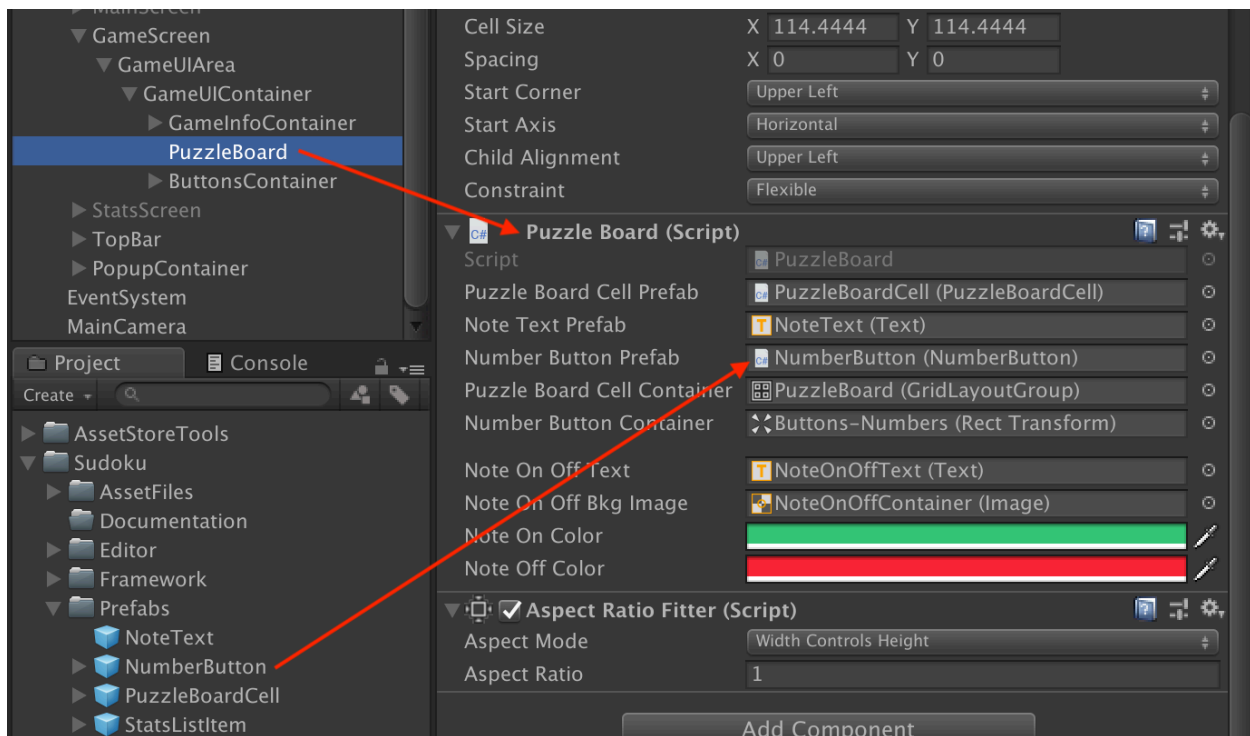 MainScreen
GameScreen
GameUIArea
GameUIContainer
GameInfoContainer
PuzzleBoard
ButtonsContainer
StatsScreen
TopBar
PopupContainer
EventSystem
MainCamera
Project Console
Create
AssetStoreTools
Sudoku
AssetFiles
Documentation
Editor
Framework
Prefabs
NoteText
NumberButton
PuzzleBoardCell
StatsListItem
Cell Size X 114.4444 Y 114.4444
Spacing X 0 Y 0
Start Corner Upper Left
Start Axis Horizontal
Child Alignment Upper Left
Constraint Flexible
C# Puzzle Board (Script)
Script PuzzleBoard
Puzzle Board Cell Prefab PuzzleBoardCell (PuzzleBoardCell)
Note Text Prefab T NoteText (Text)
Number Button Prefab NumberButton (NumberButton)
Puzzle Board Cell Container PuzzleBoard (GridLayoutGroup)
Number Button Container Buttons-Numbers (Rect Transform)
Note On Off Text T NoteOnOffText (Text)
Note On Off Bkg Image NoteOnOffContainer (Image)
Note On Color
Note Off Color
Aspect Ratio Fitter (Script)
Aspect Mode Width Controls Height
Aspect Ratio 1
Add Component